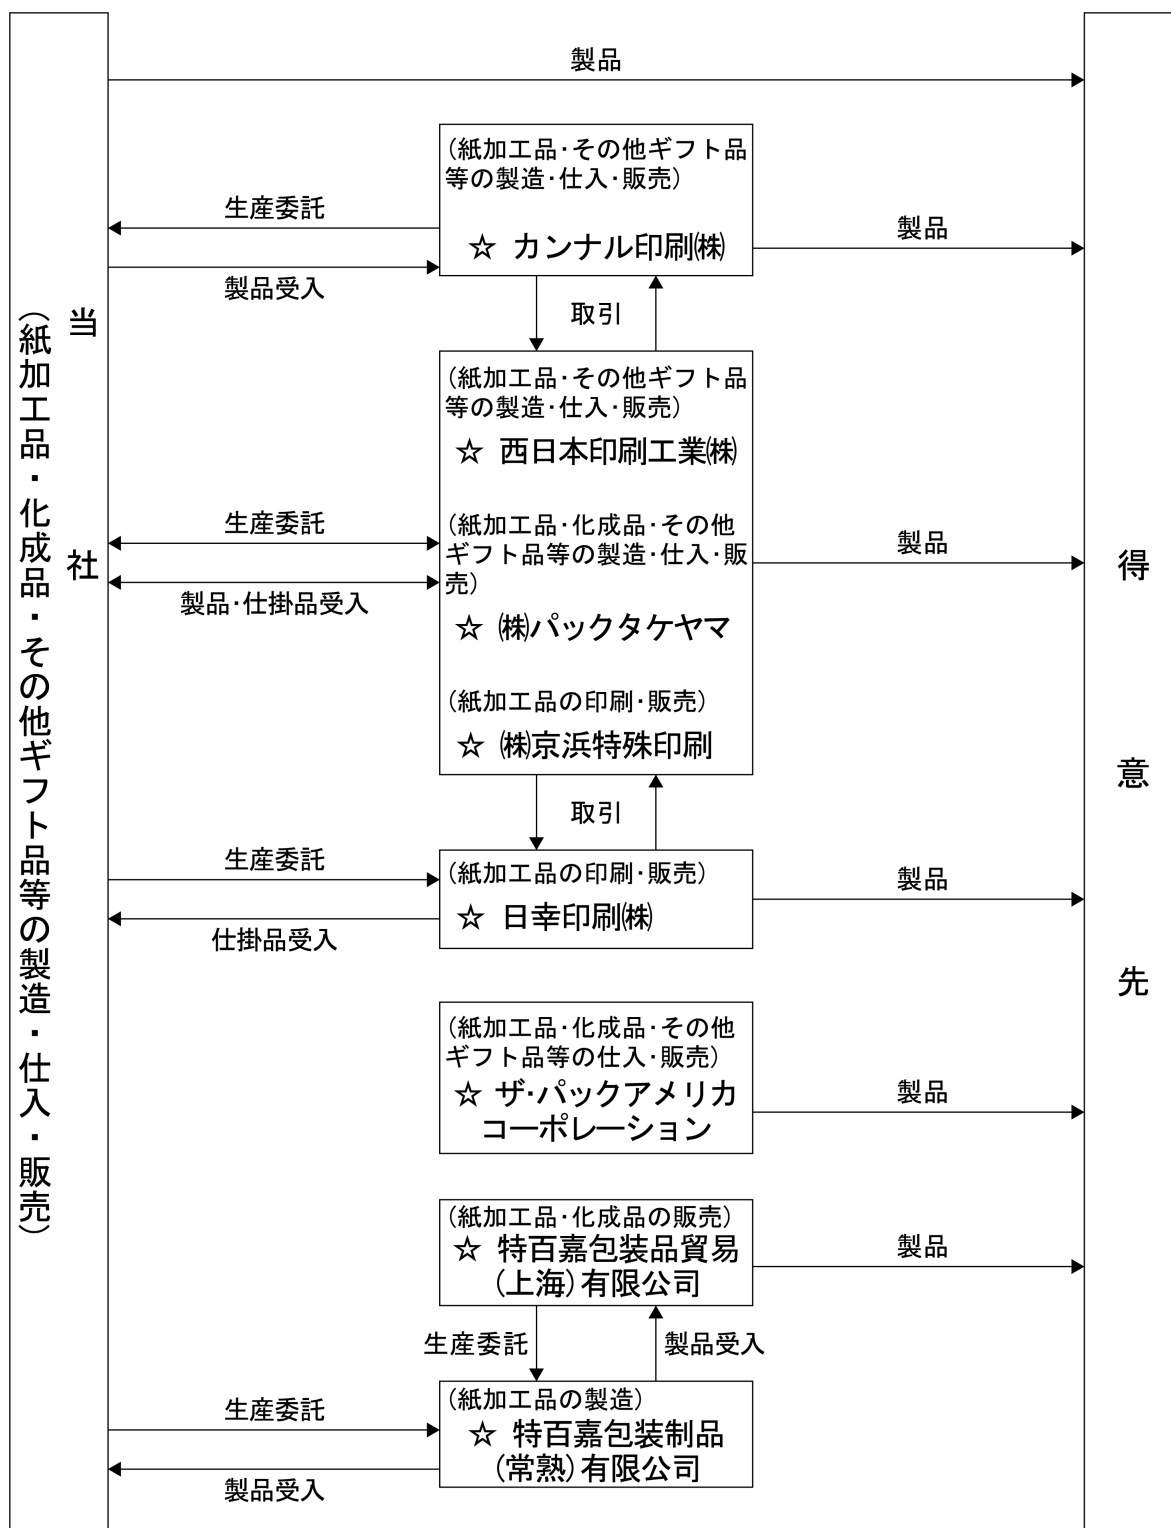 当社
(紙加工品・化成品・その他ギフト品等の製造・仕入・販売)
製品
(紙加工品・その他ギフト品
等の製造・仕入・販売)
☆ カンナル印刷㈱
生産委託
製品受入
製品
取引
(紙加工品・その他ギフト品
等の製造・仕入・販売)
☆ 西日本印刷工業㈱
(紙加工品・化成品・その他
ギフト品等の製造・仕入・販
売)
☆ ㈱パックタケヤマ
(紙加工品の印刷・販売)
☆ ㈱京浜特殊印刷
生産委託
製品・仕掛品受入
製品
取引
(紙加工品の印刷・販売)
☆ 日幸印刷㈱
生産委託
仕掛品受入
製品
(紙加工品・化成品・その他
ギフト品等の仕入・販売)
☆ ザ・パックアメリカ
コーポレーション
製品
(紙加工品・化成品の販売)
☆ 特百嘉包装品貿易
(上海)有限公司
製品
生産委託
製品受入
(紙加工品の製造)
☆ 特百嘉包装制品
(常熟)有限公司
生産委託
製品受入
得意先